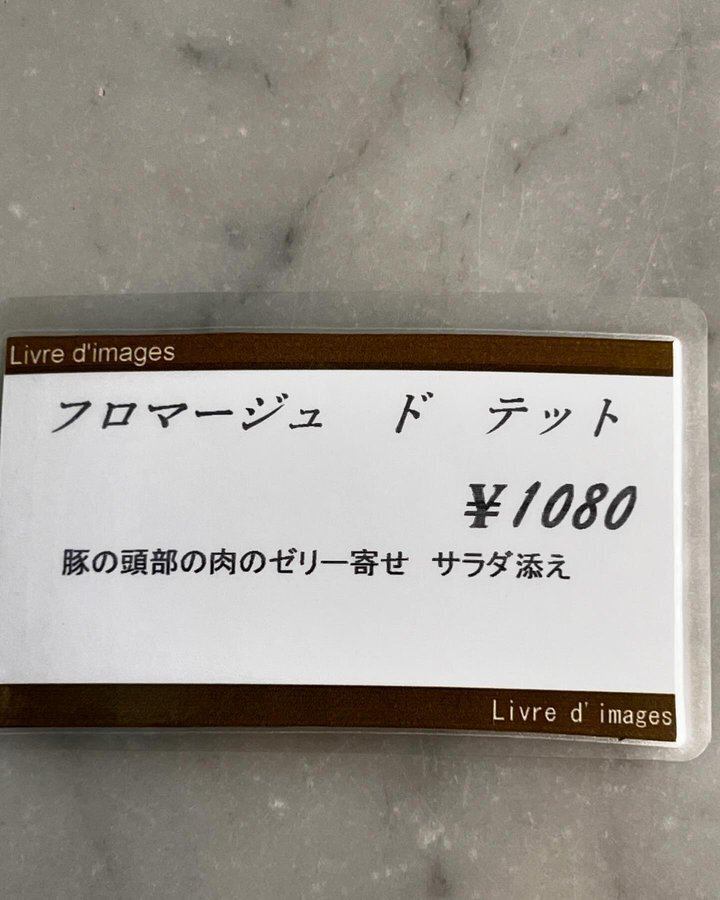 Livre d'images
フロマージュ　ド　テット
¥1080
豚の頭部の肉のゼリー寄せ　サラダ添え
Livre d'images